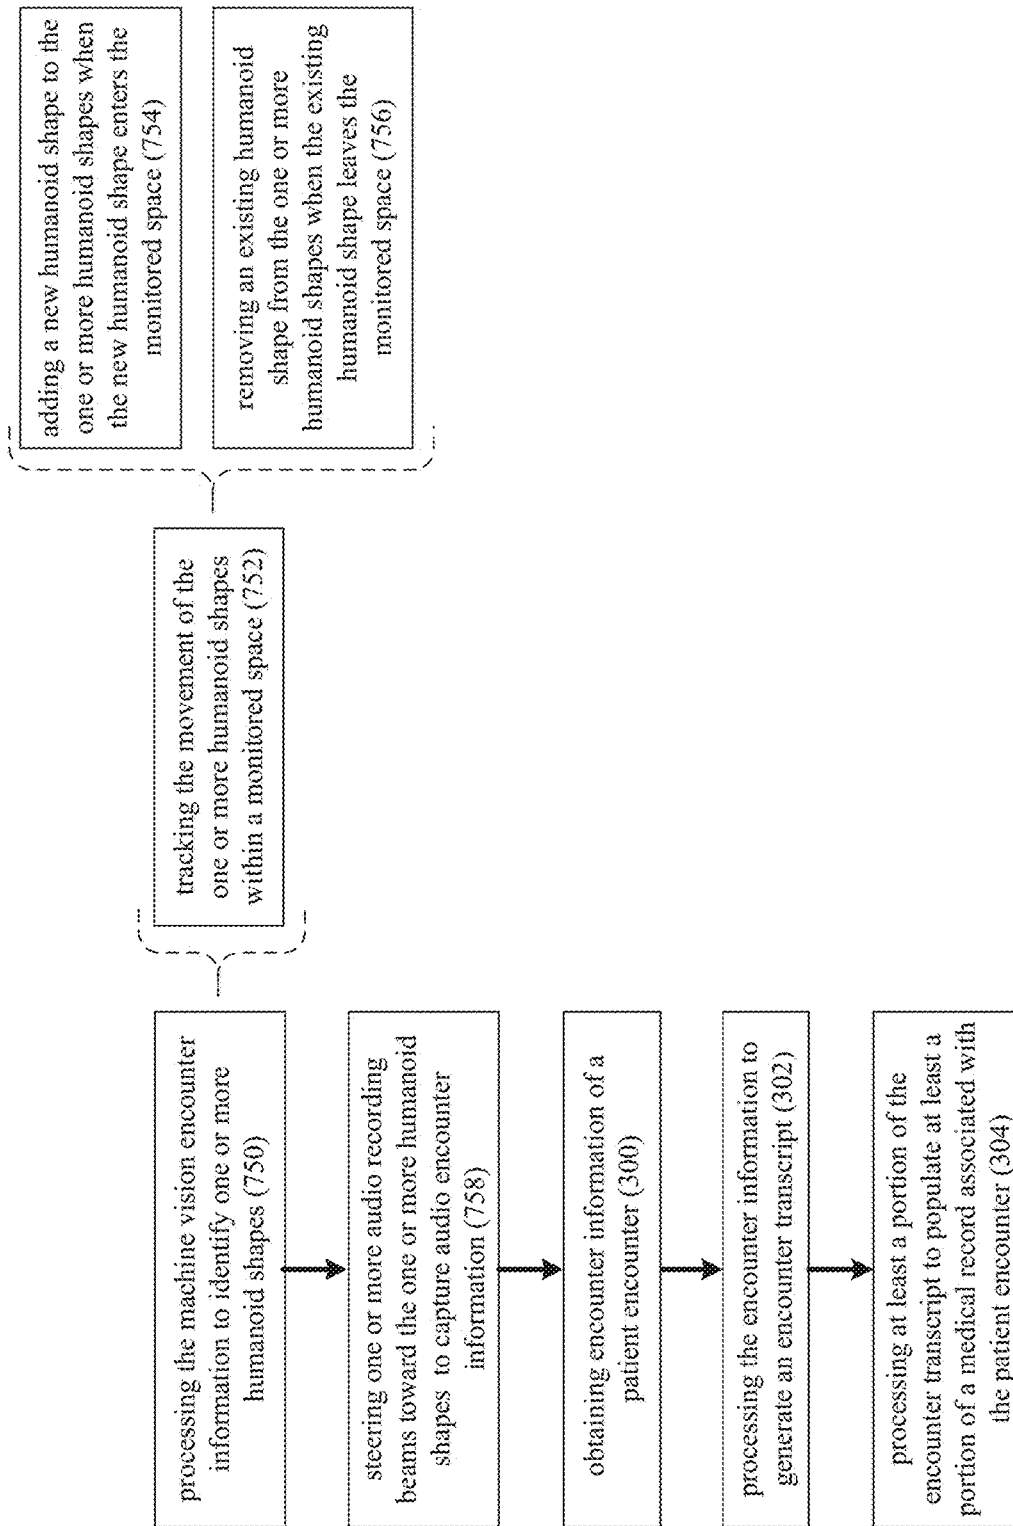 processing the machine vision encounter
information to identify one or more
humanoid shapes (750)
tracking the movement of the
one or more humanoid shapes
within a monitored space (752)
adding a new humanoid shape to the
one or more humanoid shapes when
the new humanoid shape enters the
monitored space (754)
removing an existing humanoid
shape from the one or more
humanoid shapes when the existing
humanoid shape leaves the
monitored space (756)
steering one or more audio recording
beams toward the one or more humanoid
shapes to capture audio encounter
information (758)
obtaining encounter information of a
patient encounter (300)
processing the encounter information to
generate an encounter transcript (302)
processing at least a portion of the
encounter transcript to populate at least a
portion of a medical record associated with
the patient encounter (304)